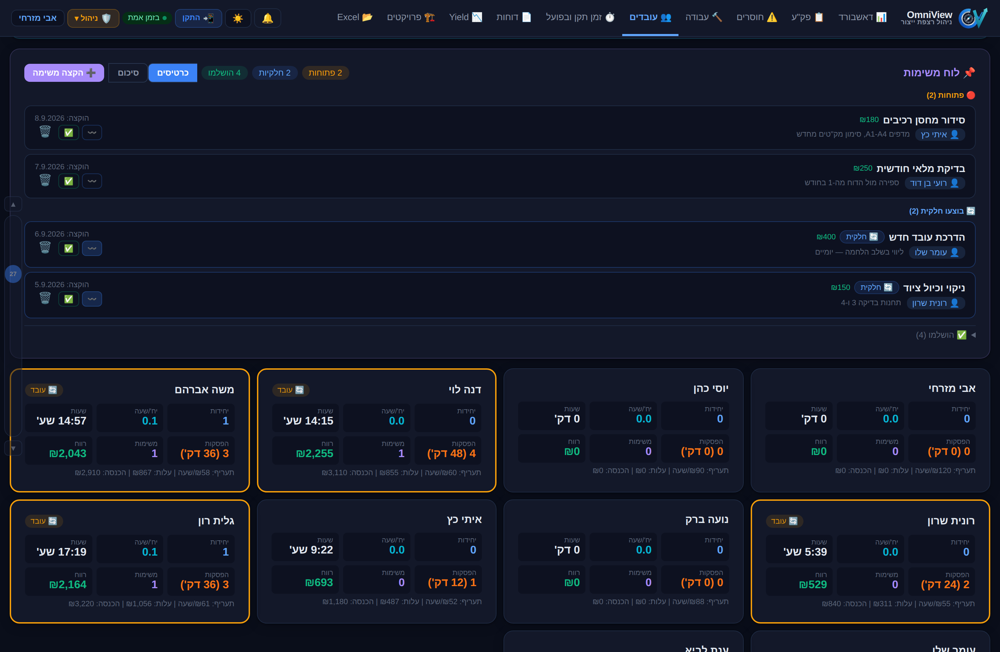 OmniView
ניהול רצפת ייצור
📊 דאשבורד
📋 פק"ע
⚠️ חוסרים
🔨 עבודה
👥 עובדים
⏱️ זמן תקן ובפועל
📄 דוחות
📉 Yield
🏗️ פרויקטים
📂 Excel
🔔
☀️
📲 התקן
בזמן אמת
🛡️ ניהול ▾
אבי מזרחי
📌 לוח משימות
2 פתוחות
2 חלקיות
4 הושלמו
כרטיסים
סיכום
➕ הקצה משימה
🔴 פתוחות (2)
סידור מחסן רכיבים ₪180
הוקצה: 8.9.2026
👤 איתי כץ מדפים A1-A4, סימון מק"טים מחדש
בדיקת מלאי חודשית ₪250
הוקצה: 7.9.2026
👤 רועי בן דוד ספירה מול הדוח מה-1 בחודש
🔄 בוצעו חלקית (2)
הדרכת עובד חדש 🔄 חלקית ₪400
הוקצה: 6.9.2026
👤 עומר שלו ליווי בשלב הלחמה — יומיים
ניקוי וכיול ציוד 🔄 חלקית ₪150
הוקצה: 5.9.2026
👤 רונית שרון תחנות בדיקה 3 ו-4
◀ ✅ הושלמו (4)
▲
27
▼
אבי מזרחי
יחידות יח'/שעה שעות
0 0.0 0 דק'
הפסקות משימות רווח
0 (0 דק') 0 ₪0
תעריף: ₪120/שעה | עלות: ₪0 | הכנסה: ₪0
יוסי כהן
יחידות יח'/שעה שעות
0 0.0 0 דק'
הפסקות משימות רווח
0 (0 דק') 0 ₪0
תעריף: ₪90/שעה | עלות: ₪0 | הכנסה: ₪0
דנה לוי 🔄 עובד
יחידות יח'/שעה שעות
0 0.0 14:15 שע'
הפסקות משימות רווח
4 (48 דק') 1 ₪2,255
תעריף: ₪60/שעה | עלות: ₪855 | הכנסה: ₪3,110
משה אברהם 🔄 עובד
יחידות יח'/שעה שעות
1 0.1 14:57 שע'
הפסקות משימות רווח
3 (36 דק') 1 ₪2,043
תעריף: ₪58/שעה | עלות: ₪867 | הכנסה: ₪2,910
רונית שרון 🔄 עובד
יחידות יח'/שעה שעות
0 0.0 5:39 שע'
הפסקות משימות רווח
2 (24 דק') 0 ₪529
תעריף: ₪55/שעה | עלות: ₪311 | הכנסה: ₪840
נועה ברק
יחידות יח'/שעה שעות
0 0.0 0 דק'
הפסקות משימות רווח
0 (0 דק') 0 ₪0
תעריף: ₪88/שעה | עלות: ₪0 | הכנסה: ₪0
איתי כץ
יחידות יח'/שעה שעות
0 0.0 9:22 שע'
הפסקות משימות רווח
1 (12 דק') 0 ₪693
תעריף: ₪52/שעה | עלות: ₪487 | הכנסה: ₪1,180
גלית רון 🔄 עובד
יחידות יח'/שעה שעות
1 0.1 17:19 שע'
הפסקות משימות רווח
3 (36 דק') 1 ₪2,164
תעריף: ₪61/שעה | עלות: ₪1,056 | הכנסה: ₪3,220
עומר שלו
ענת לביא